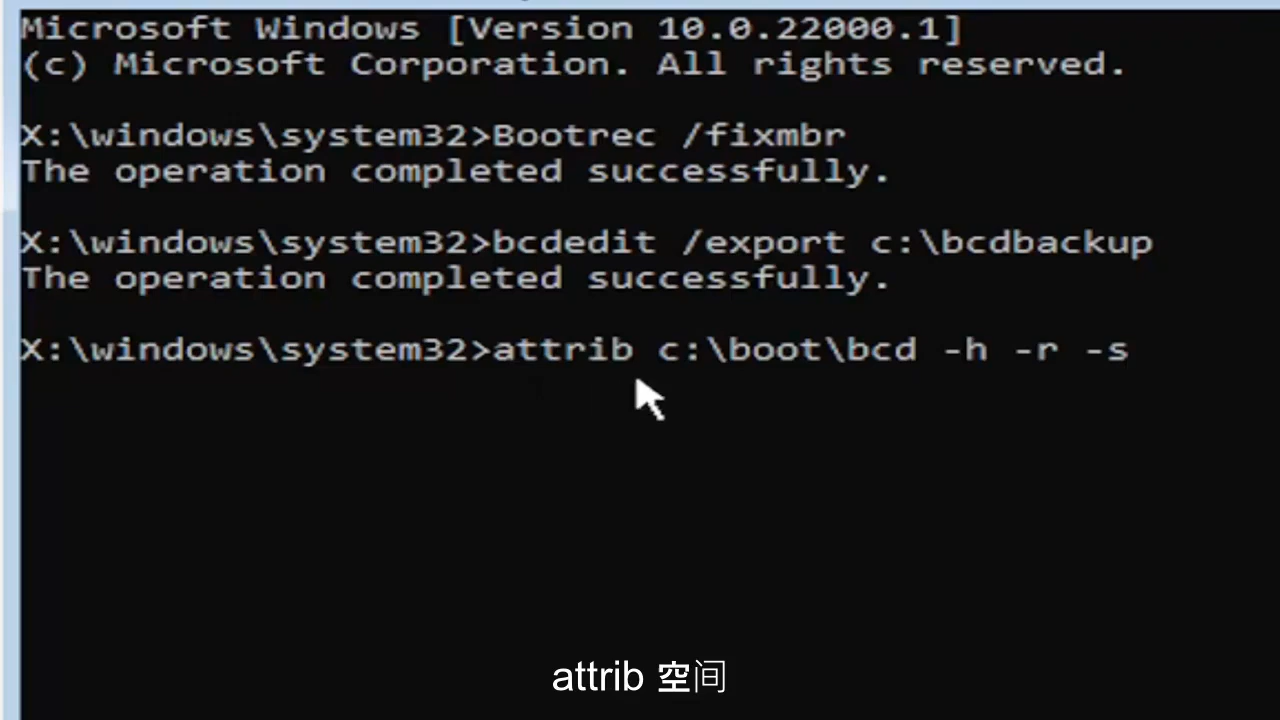 Microsoft Windows [Version 10.0.22000.1]
(c) Microsoft Corporation. All rights reserved.
X:\windows\system32>Bootrec /fixmbr
The operation completed successfully.
X:\windows\system32>bcdedit /export c:\bcdbackup
The operation completed successfully.
X:\windows\system32>attrib c:\boot\bcd -h -r -s
attrib 空间